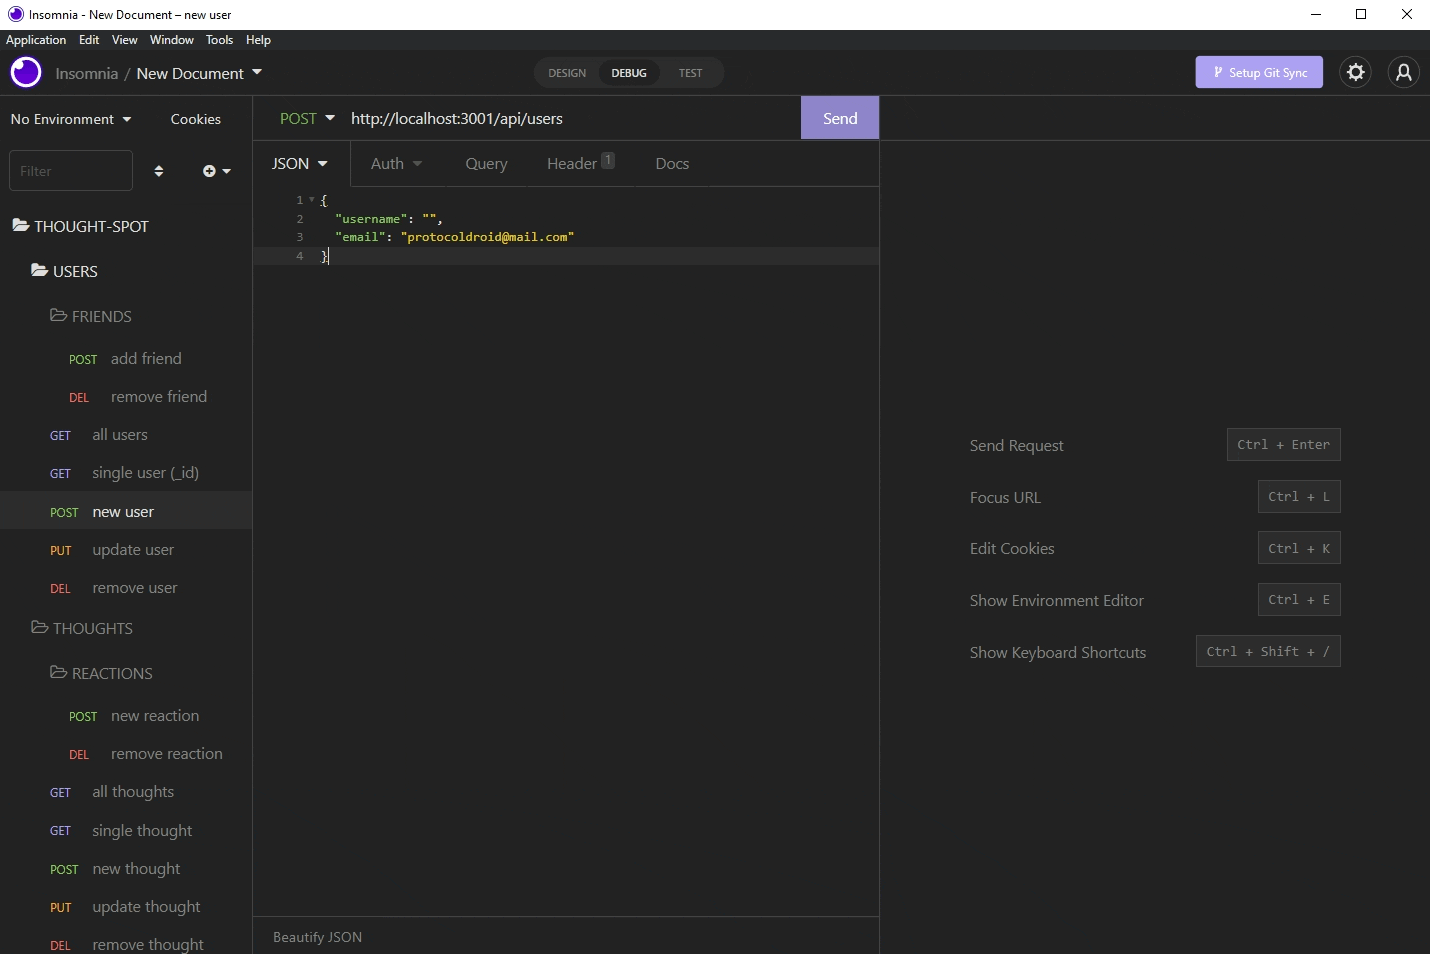 Insomnia - New Document – new user
Application Edit View Window Tools Help
Insomnia / New Document
DESIGN DEBUG TEST
Setup Git Sync
No Environment Cookies
POST http://localhost:3001/api/users Send
Filter
JSON Auth Query Header 1 Docs
1 {
2 "username": "",
3 "email": "protocoldroid@mail.com"
4 }
THOUGHT-SPOT
USERS
FRIENDS
POST add friend
DEL remove friend
GET all users
GET single user (_id)
POST new user
PUT update user
DEL remove user
THOUGHTS
REACTIONS
POST new reaction
DEL remove reaction
GET all thoughts
GET single thought
POST new thought
PUT update thought
DEL remove thought
Send Request Ctrl + Enter
Focus URL Ctrl + L
Edit Cookies Ctrl + K
Show Environment Editor Ctrl + E
Show Keyboard Shortcuts Ctrl + Shift + /
Beautify JSON